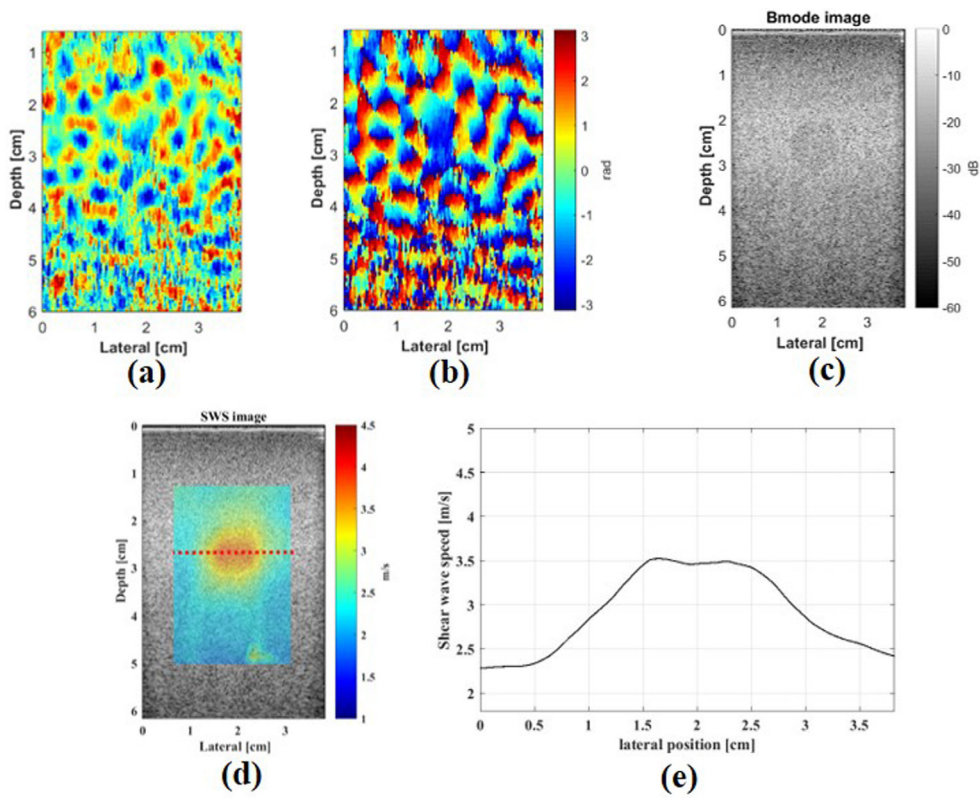 Depth [cm]
1
2
3
4
5
6
0 1 2 3
Lateral [cm]
(a)
Depth [cm]
1
2
3
4
5
6
0 1 2 3
Lateral [cm]
3
2
1
0
-1
-2
-3
rad
(b)
Bmode image
Depth [cm]
0
1
2
3
4
5
6
0 1 2 3
Lateral [cm]
0
-10
-20
-30
-40
-50
-60
dB
(c)
SWS image
Depth [cm]
0
1
2
3
4
5
6
0 1 2 3
Lateral [cm]
4.5
4
3.5
3
2.5
2
1.5
1
m/s
(d)
Shear wave speed [m/s]
5
4.5
4
3.5
3
2.5
2
0 0.5 1 1.5 2 2.5 3 3.5
lateral position [cm]
(e)